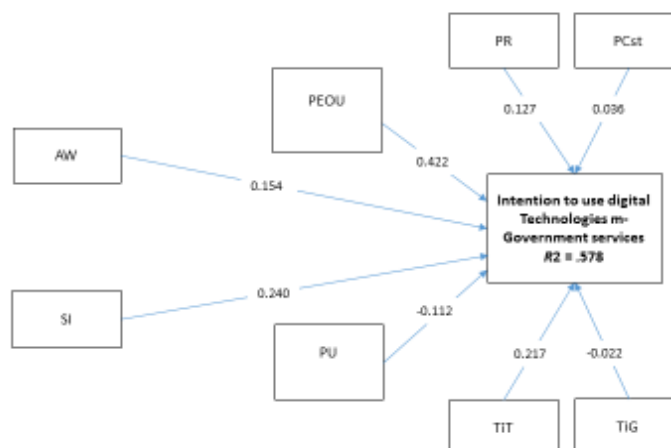 PR
PCst
PEOU
0.127
0.036
AW
0.422
0.154
Intention to use digital
Technologies m-
Government services
R2 = .578
0.240
SI
-0.112
PU
0.217
-0.022
TiT
TiG